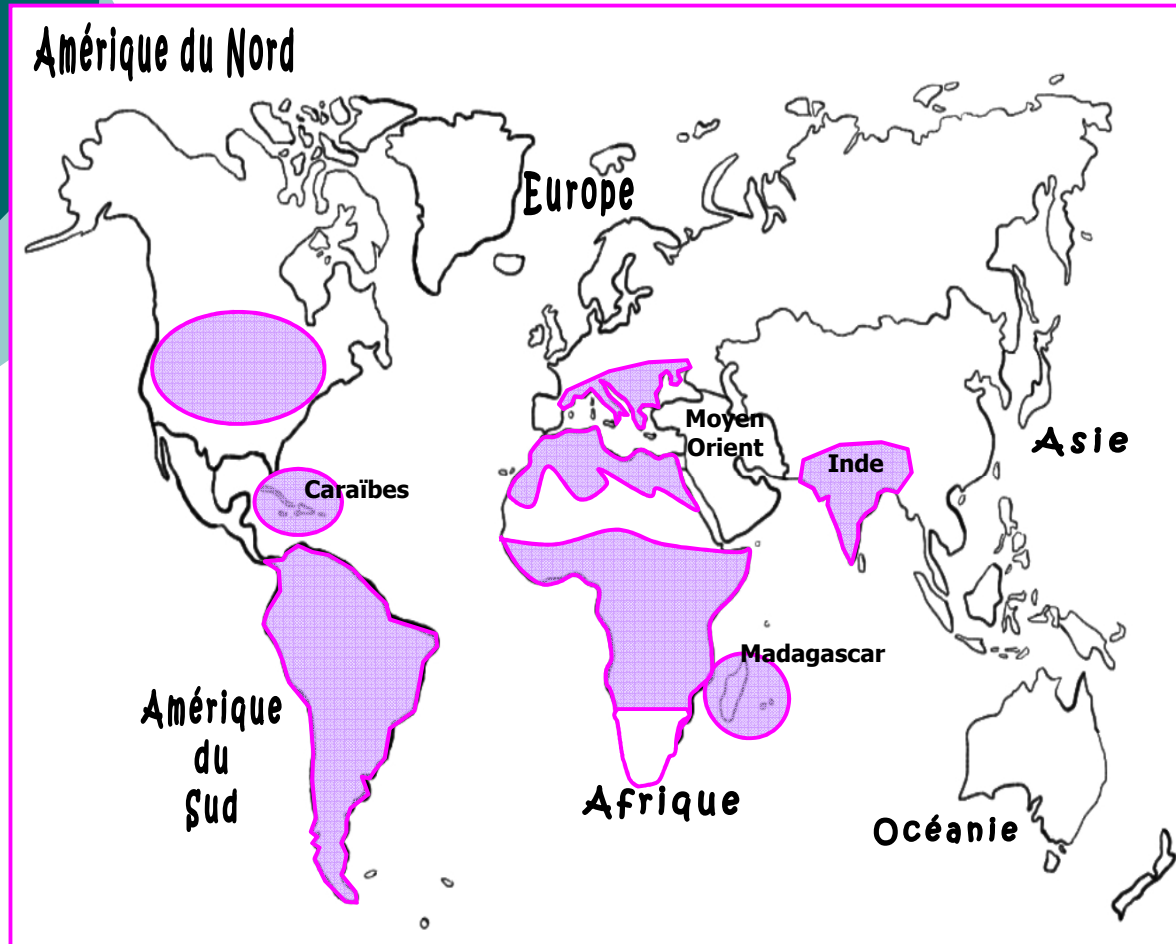 Amérique du Nord
Europe
Moyen
Orient
Asie
Inde
Caraïbes
Madagascar
Amérique
du
Sud
Afrique
Océanie